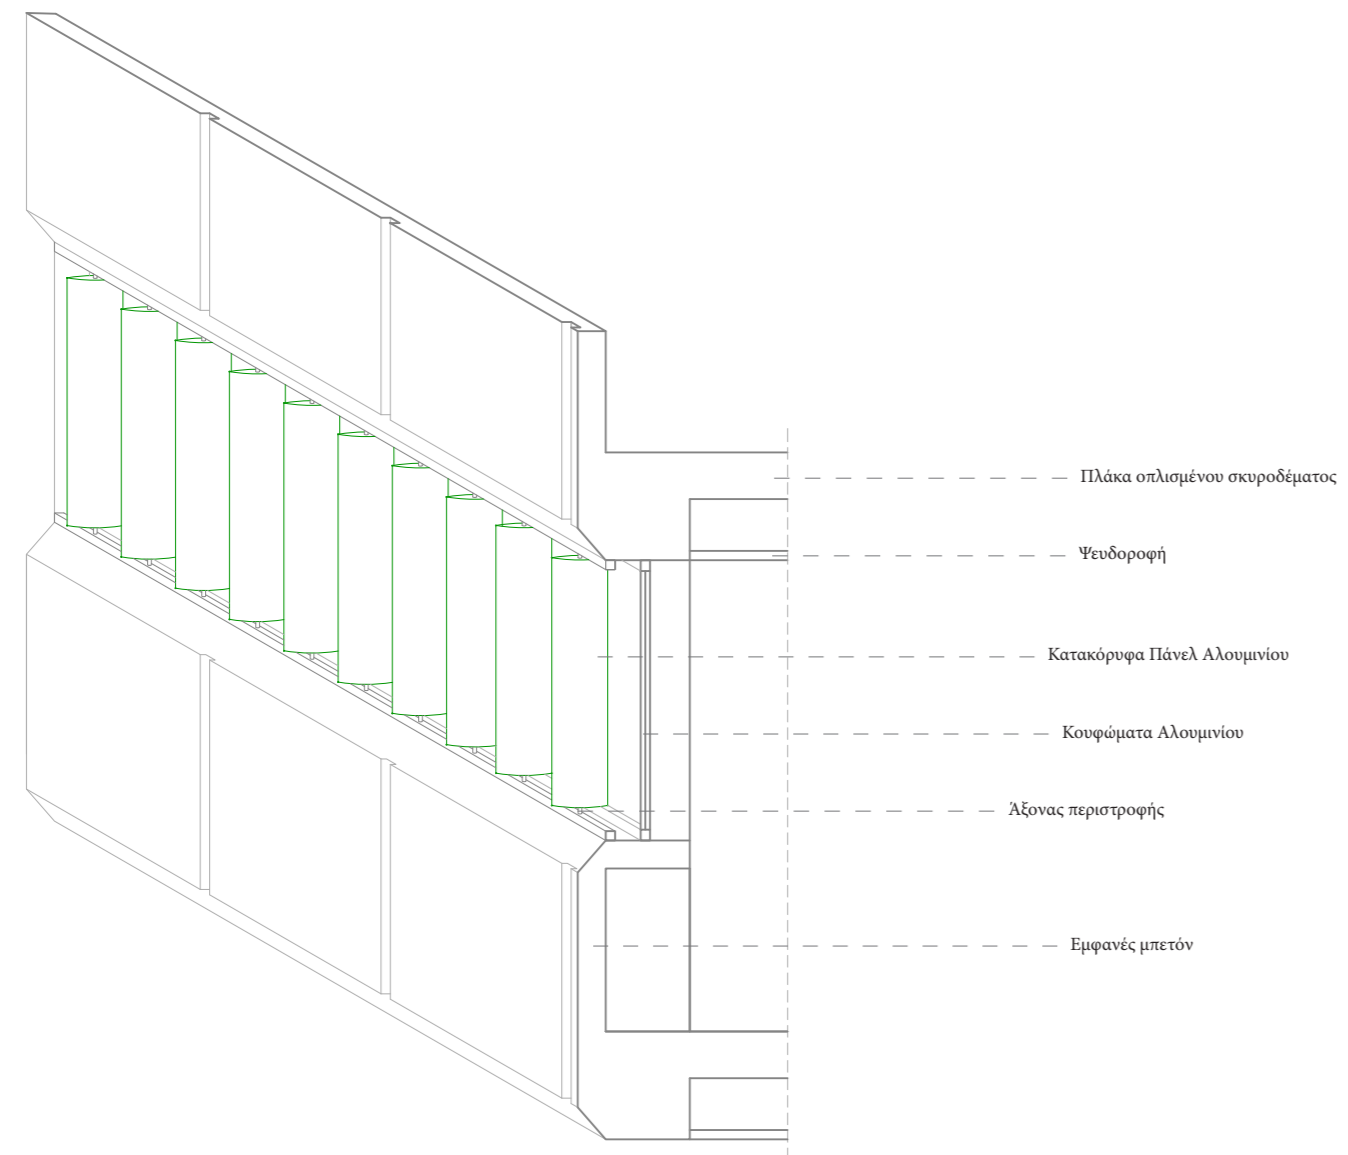 Πλάκα οπλισμένου σκυροδέματος
Ψευδοροφή
Κατακόρυφα Πάνελ Αλουμινίου
Κουφώματα Αλουμινίου
Άξονας περιστροφής
Εμφανές μπετόν